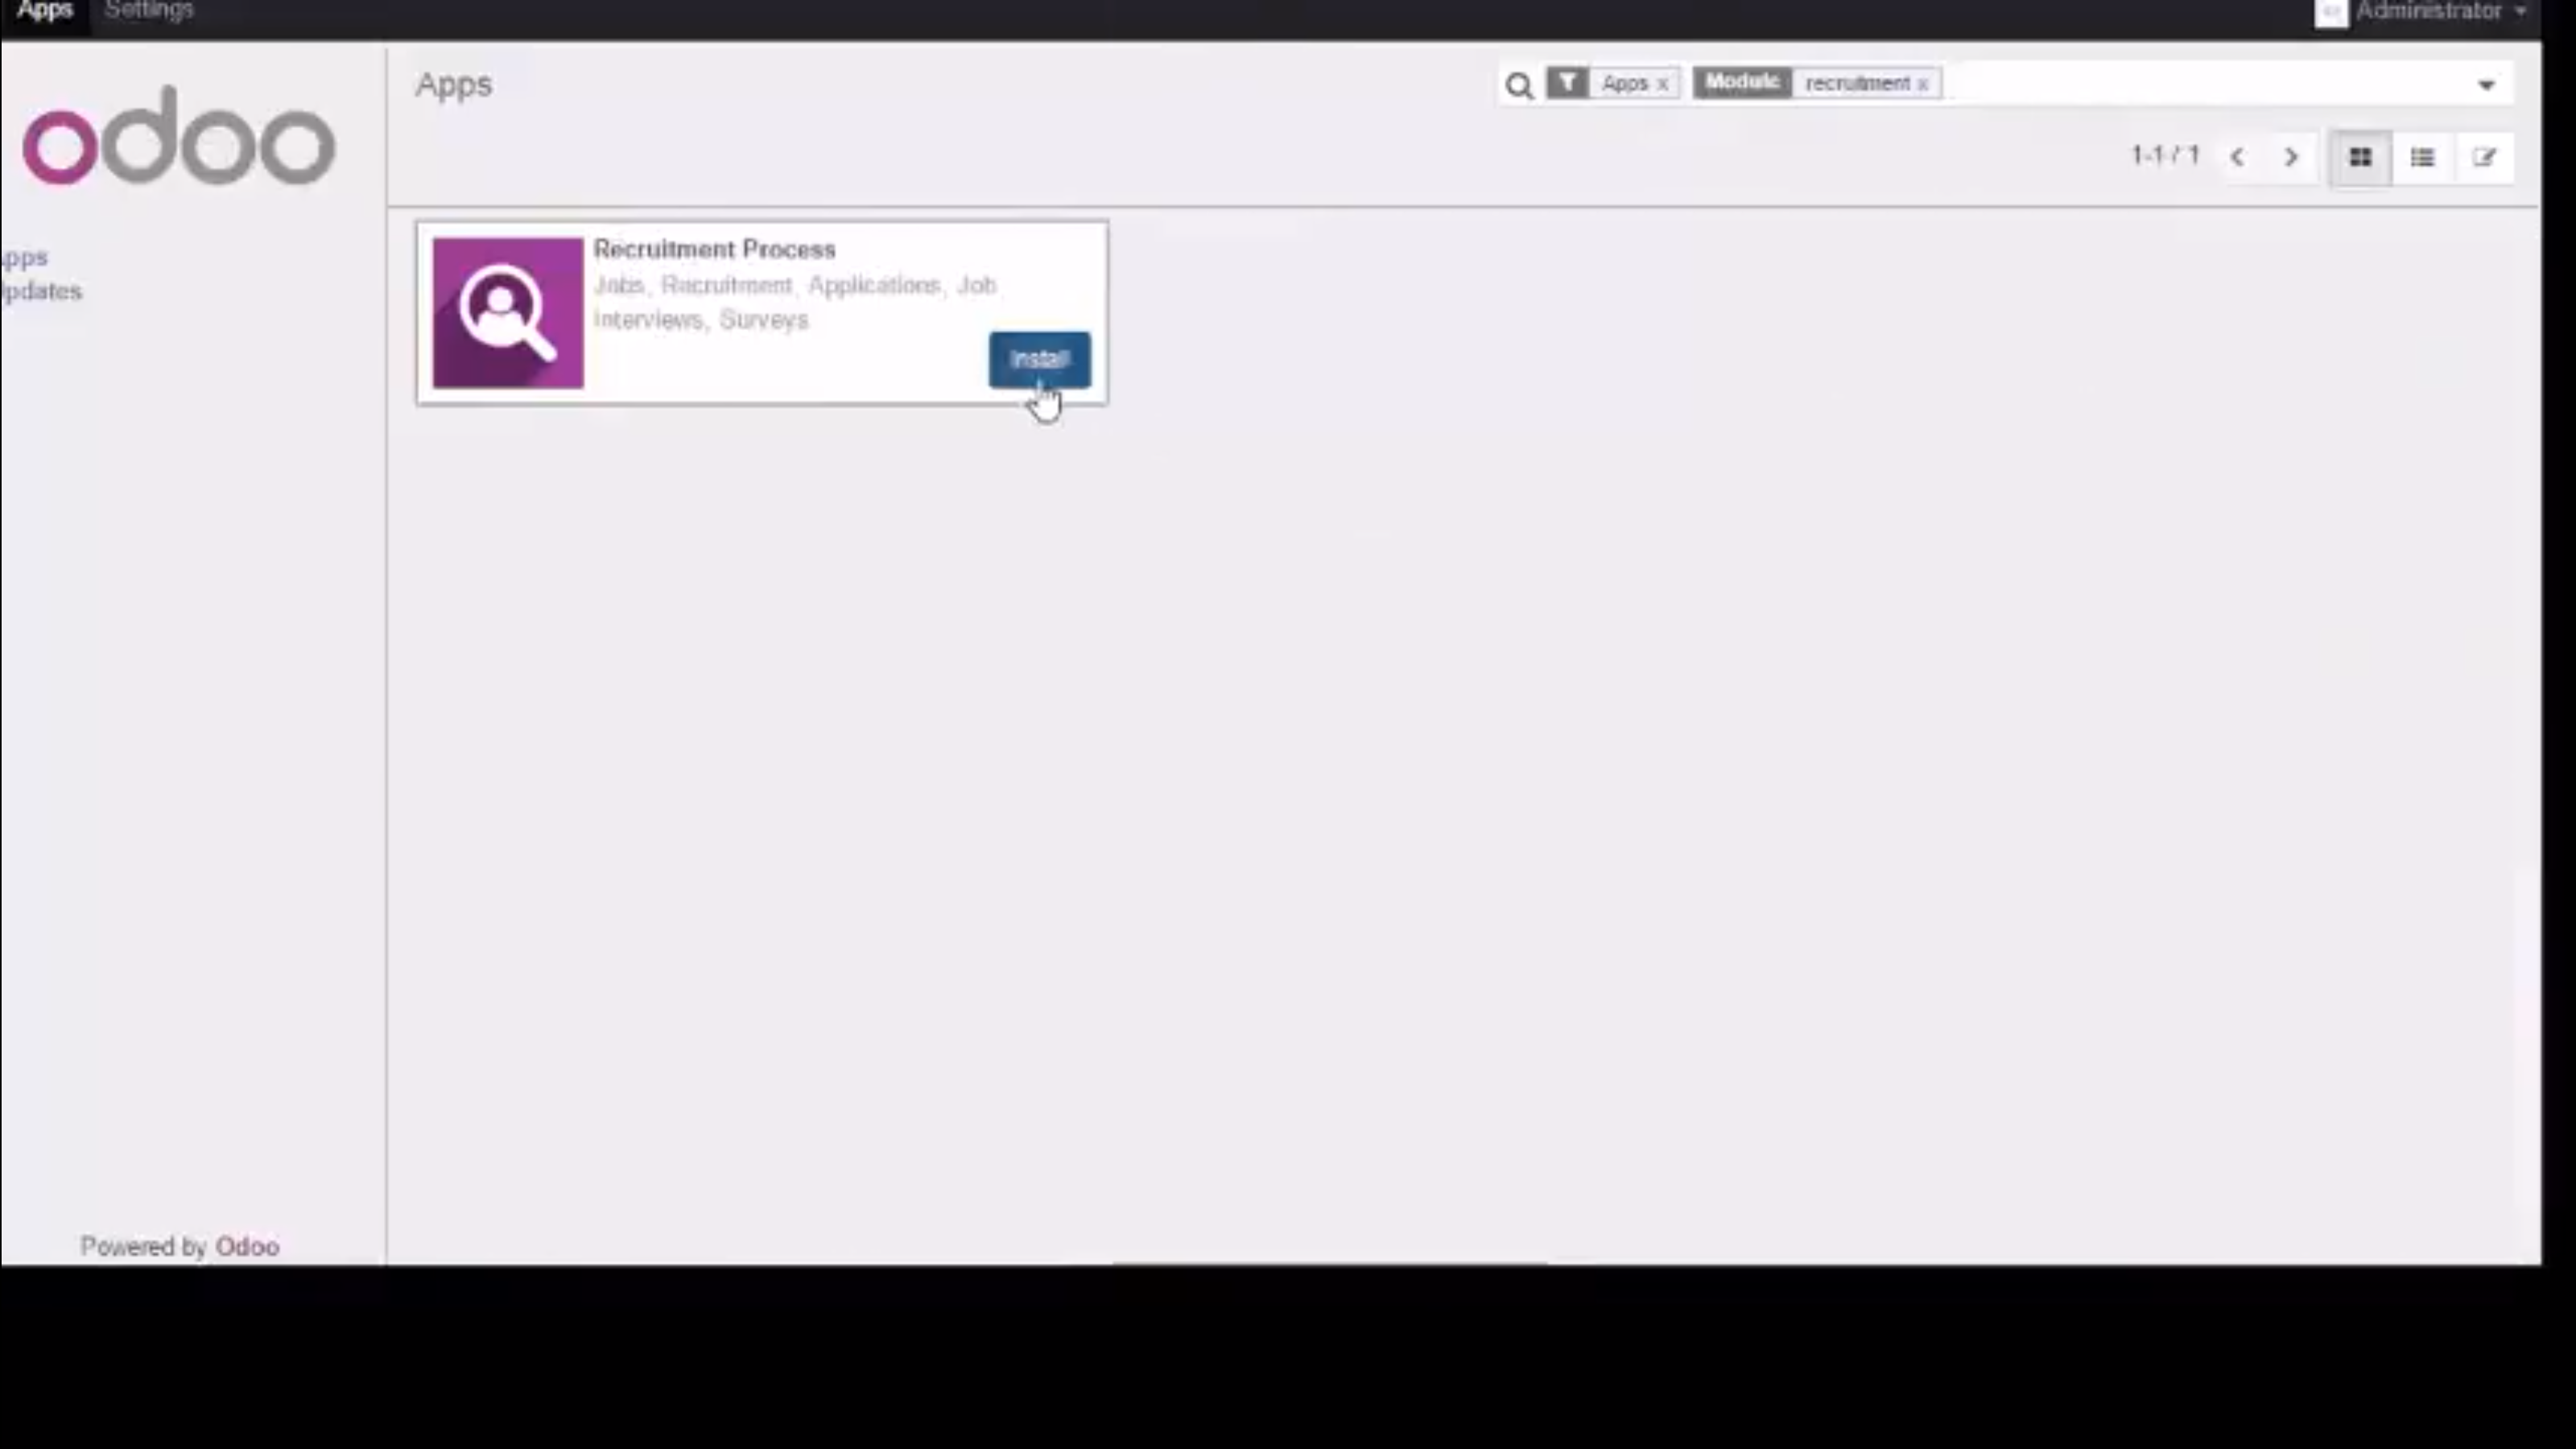 Apps Settings Administrator
odoo
Apps
Apps x Module recruitment x
1-1 / 1
pps
pdates
Recruitment Process
Jobs, Recruitment, Applications, Job
Interviews, Surveys
Install
Powered by Odoo